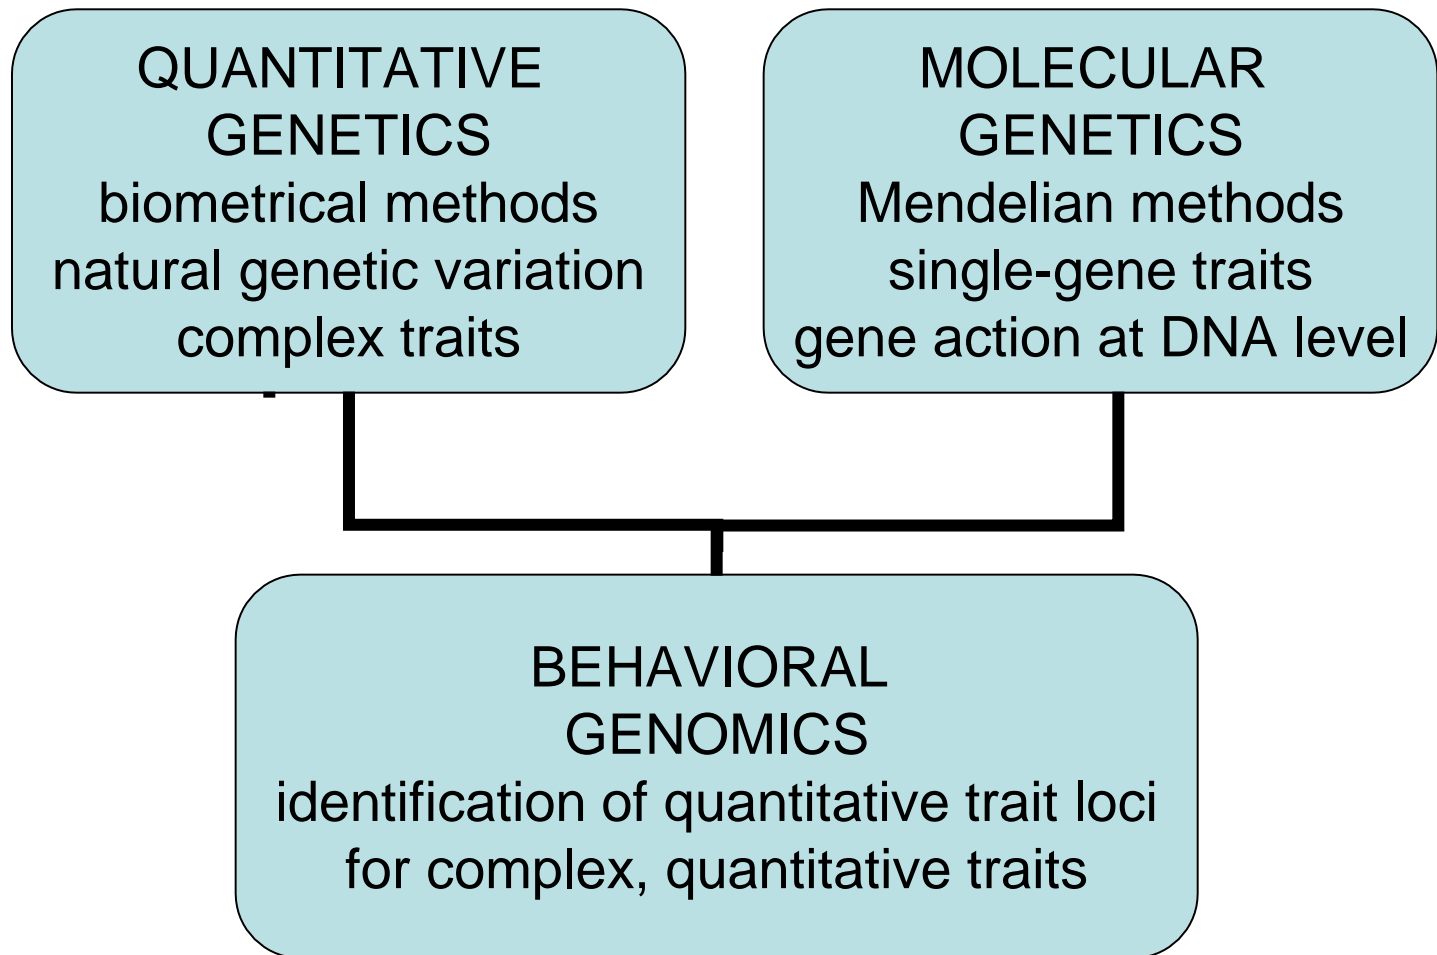 QUANTITATIVE
GENETICS
biometrical methods
natural genetic variation
complex traits
MOLECULAR
GENETICS
Mendelian methods
single-gene traits
gene action at DNA level
BEHAVIORAL
GENOMICS
identification of quantitative trait loci
for complex, quantitative traits